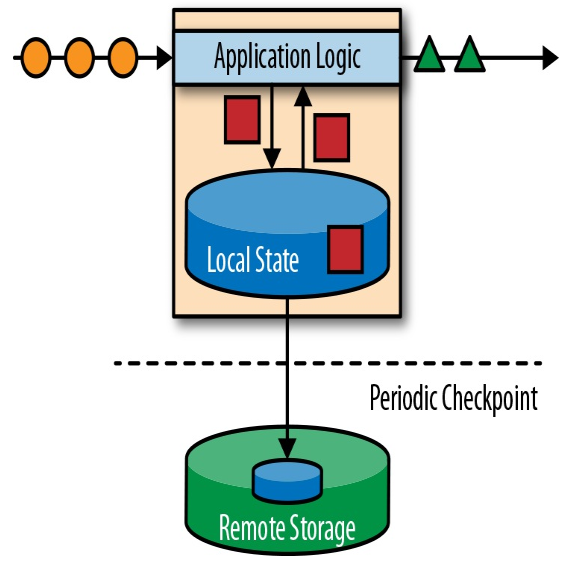 Application Logic
Local State
Periodic Checkpoint
Remote Storage